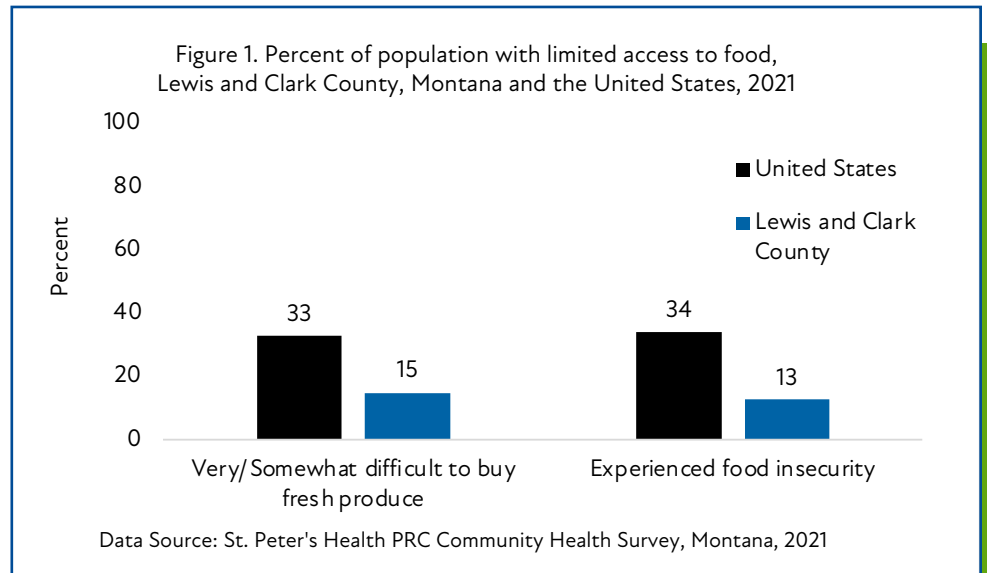 Figure 1. Percent of population with limited access to food,
Lewis and Clark County, Montana and the United States, 2021
100
80
60
40
20
0
Percent
United States
Lewis and Clark
County
33
15
34
13
Very/Somewhat difficult to buy
fresh produce
Experienced food insecurity
Data Source: St. Peter's Health PRC Community Health Survey, Montana, 2021